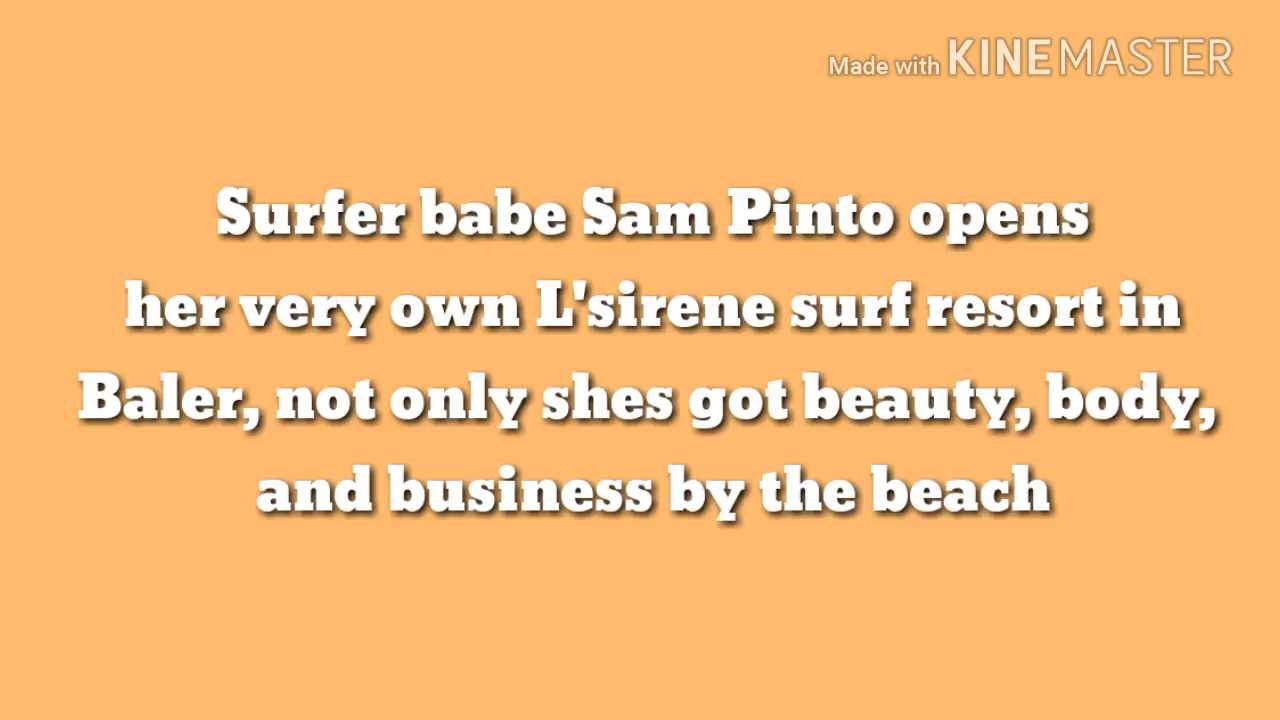 Made with KINEMASTER
Surfer babe Sam Pinto opens
her very own L'sirene surf resort in
Baler, not only shes got beauty, body,
and business by the beach